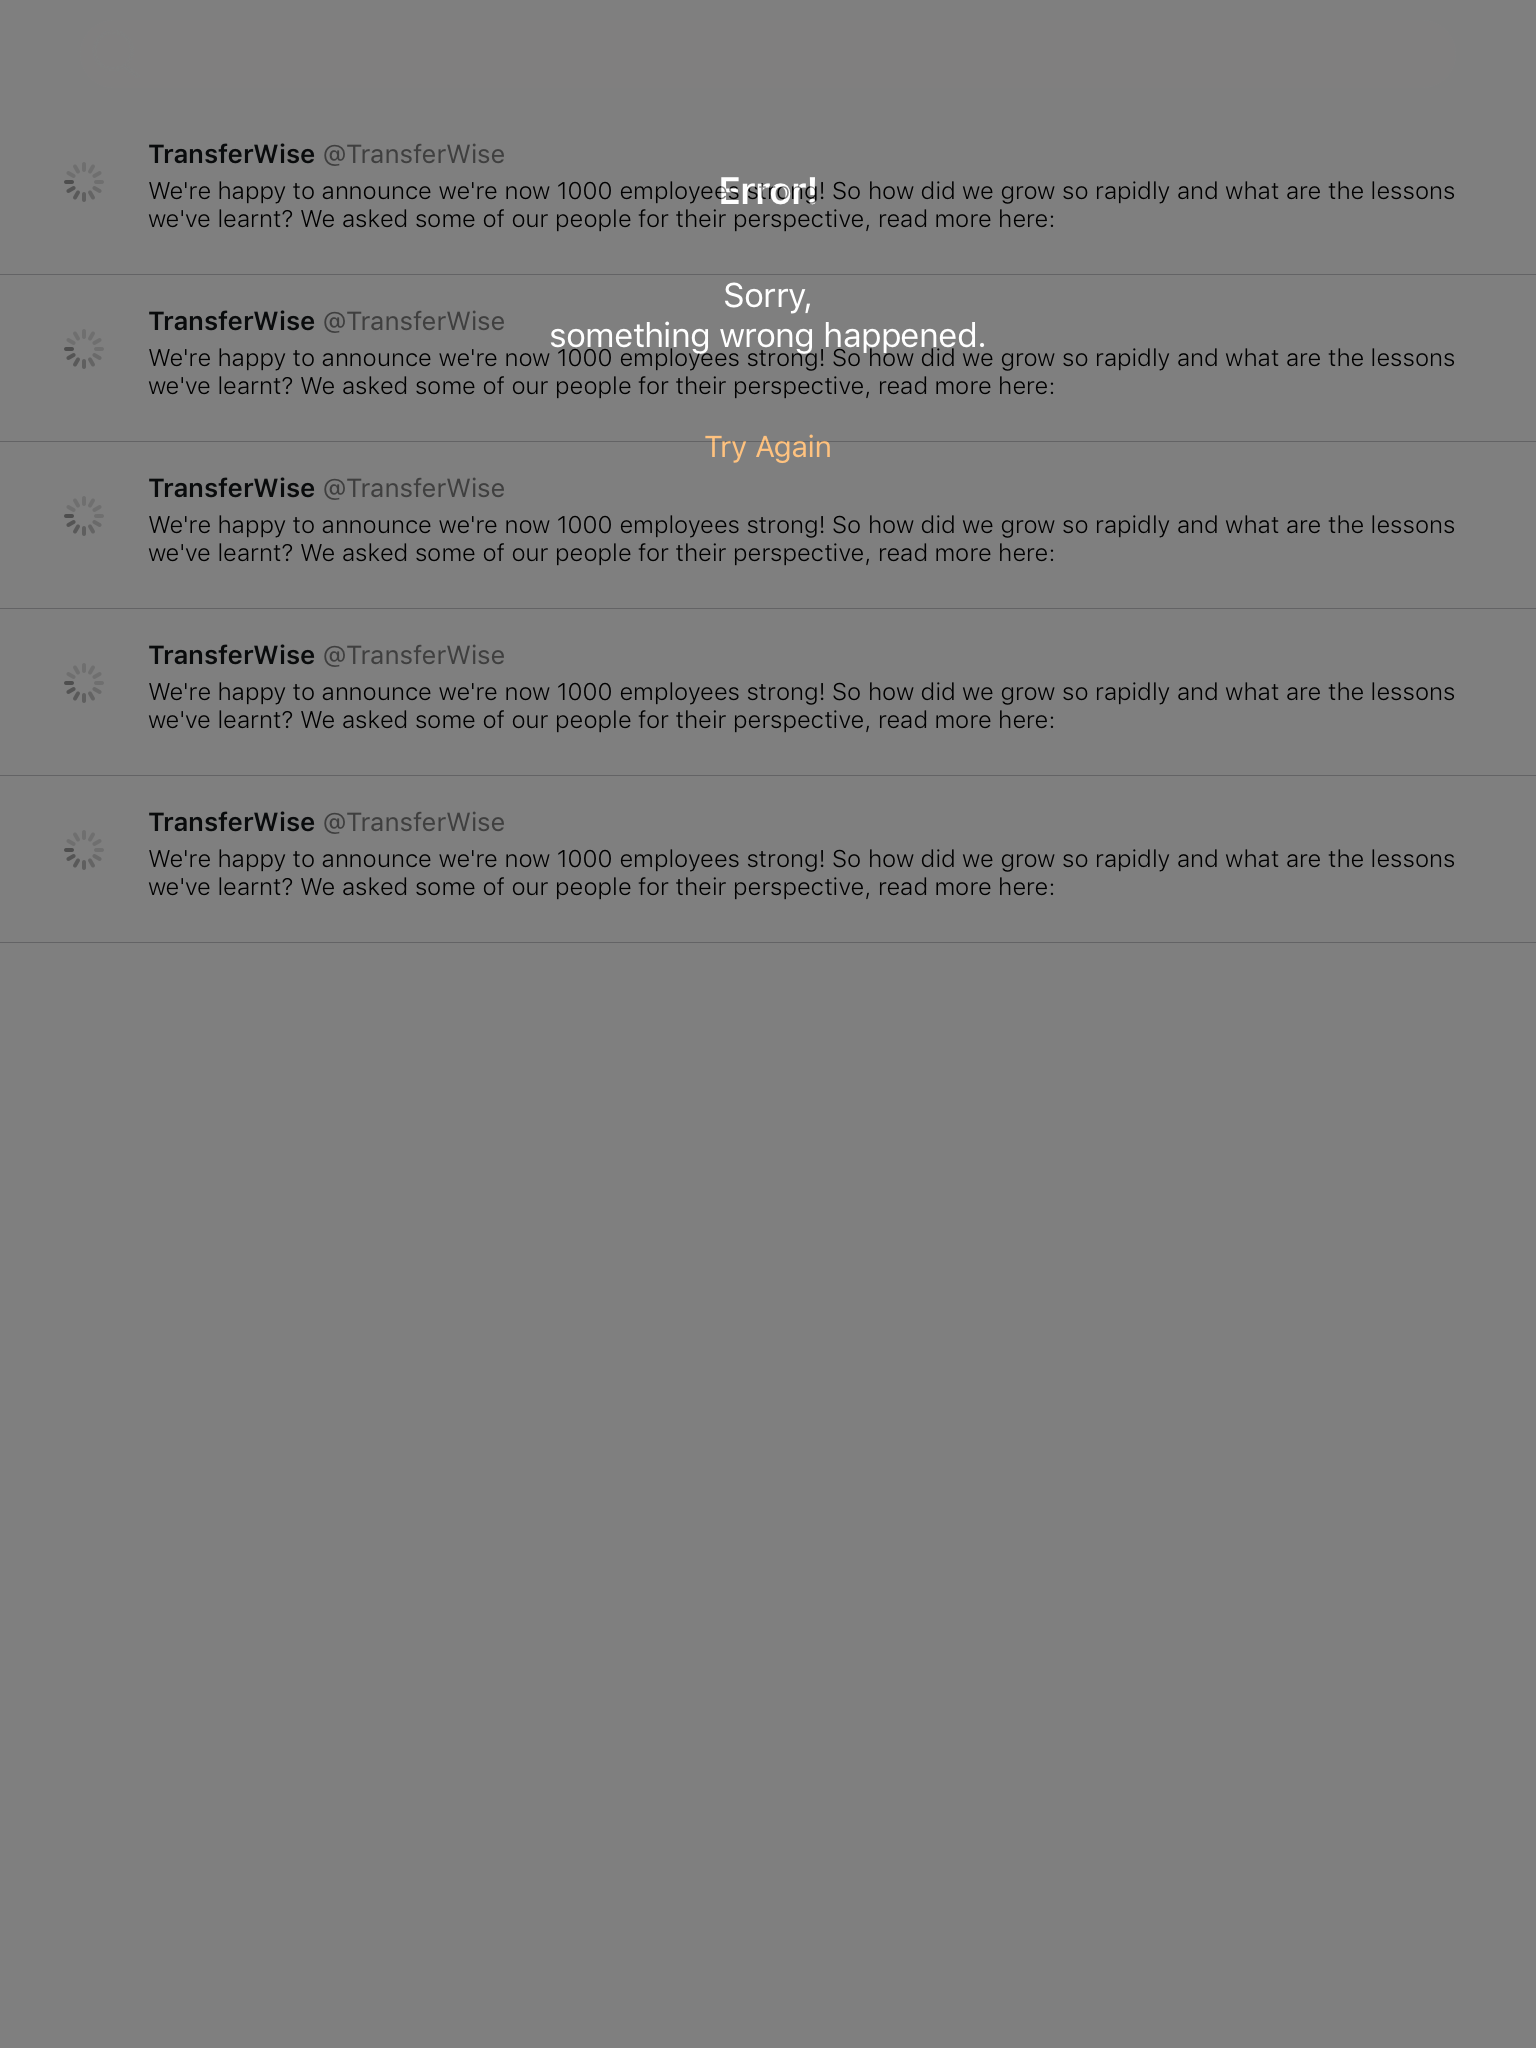 TransferWise @TransferWise
We're happy to announce we're now 1000 employees strong! So how did we grow so rapidly and what are the lessons
we've learnt? We asked some of our people for their perspective, read more here:
Error!
Sorry,
something wrong happened.
TransferWise @TransferWise
We're happy to announce we're now 1000 employees strong! So how did we grow so rapidly and what are the lessons
we've learnt? We asked some of our people for their perspective, read more here:
Try Again
TransferWise @TransferWise
We're happy to announce we're now 1000 employees strong! So how did we grow so rapidly and what are the lessons
we've learnt? We asked some of our people for their perspective, read more here:
TransferWise @TransferWise
We're happy to announce we're now 1000 employees strong! So how did we grow so rapidly and what are the lessons
we've learnt? We asked some of our people for their perspective, read more here:
TransferWise @TransferWise
We're happy to announce we're now 1000 employees strong! So how did we grow so rapidly and what are the lessons
we've learnt? We asked some of our people for their perspective, read more here: